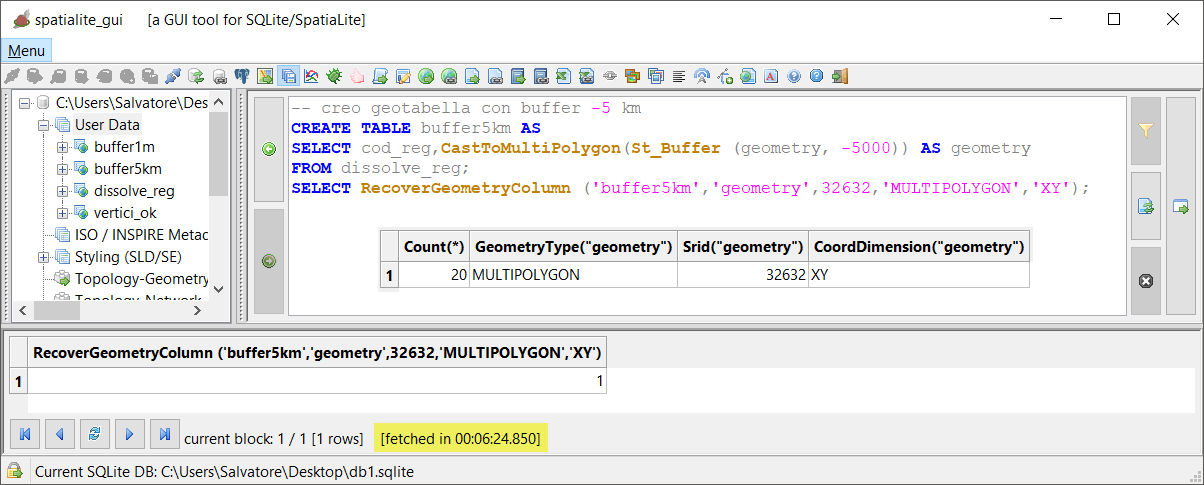 spatialite_gui [a GUI tool for SQLite/SpatiaLite]
Menu
C:\Users\Salvatore\Des
User Data
buffer1m
buffer5km
dissolve_reg
vertici_ok
ISO / INSPIRE Metac
Styling (SLD/SE)
Topology-Geometry
Topology-Network
-- creo geotabella con buffer -5 km
CREATE TABLE buffer5km AS
SELECT cod_reg,CastToMultiPolygon(St_Buffer (geometry, -5000)) AS geometry
FROM dissolve_reg;
SELECT RecoverGeometryColumn ('buffer5km','geometry',32632,'MULTIPOLYGON','XY');
Count(*) GeometryType("geometry") Srid("geometry") CoordDimension("geometry")
1 20 MULTIPOLYGON 32632 XY
RecoverGeometryColumn ('buffer5km','geometry',32632,'MULTIPOLYGON','XY')
1 1
current block: 1 / 1 [1 rows] [fetched in 00:06:24.850]
Current SQLite DB: C:\Users\Salvatore\Desktop\db1.sqlite